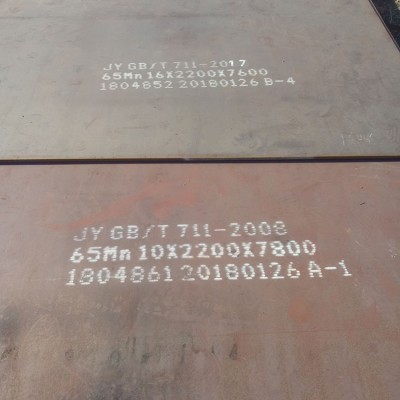 JY GB/T 711-2017
65Mn 16X2200X7600
1804852 20180126 B-4
JY GB/T 711-2008
65Mn 10X2200X7800
1804861 20180126 A-1